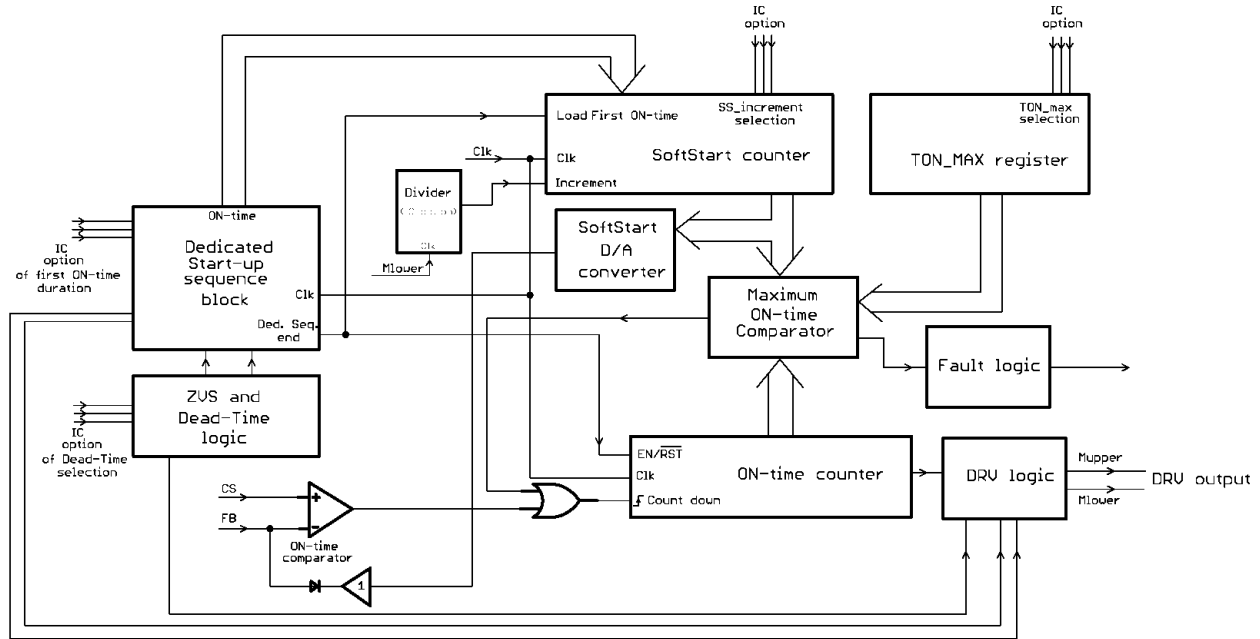 IC
option
IC
option
SS_increment
selection
Load First ON-time
SoftStart counter
Clk
Clk
Increment
TON_max
selection
TON_MAX register
Divider
Clk
Mlower
ON-time
Dedicated
Start-up
sequence
block
Clk
Ded. Seq.
end
IC
option
of first ON-time
duration
SoftStart
D/A
converter
Maximum
ON-time
Comparator
Fault logic
ZVS and
Dead-Time
logic
IC
option
of Dead-Time
selection
EN/RST
Clk
Count down
ON-time counter
DRV logic
Mupper
Mlower
DRV output
CS
FB
+
-
ON-time
comparator
1